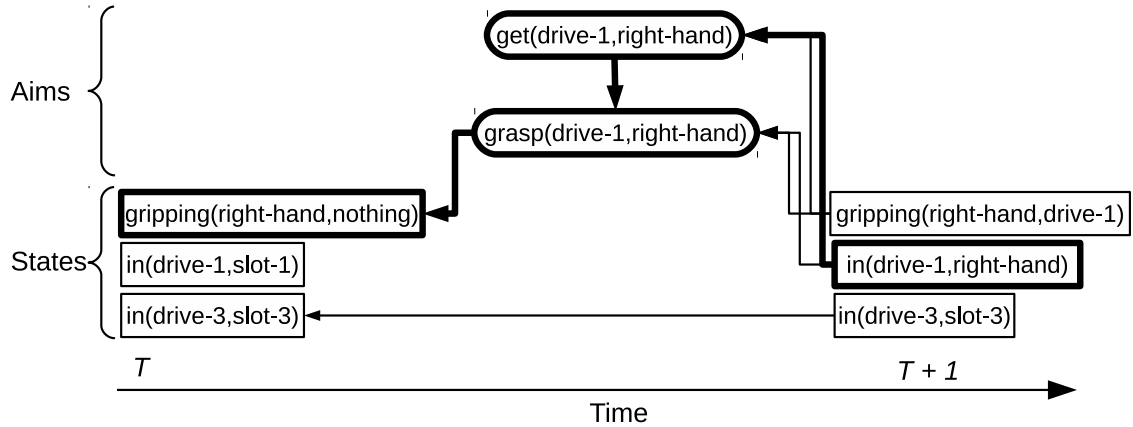 get(drive-1,right-hand)
Aims
grasp(drive-1,right-hand)
gripping(right-hand,nothing)
gripping(right-hand,drive-1)
States
in(drive-1,slot-1)
in(drive-1,right-hand)
in(drive-3,slot-3)
in(drive-3,slot-3)
T
T + 1
Time